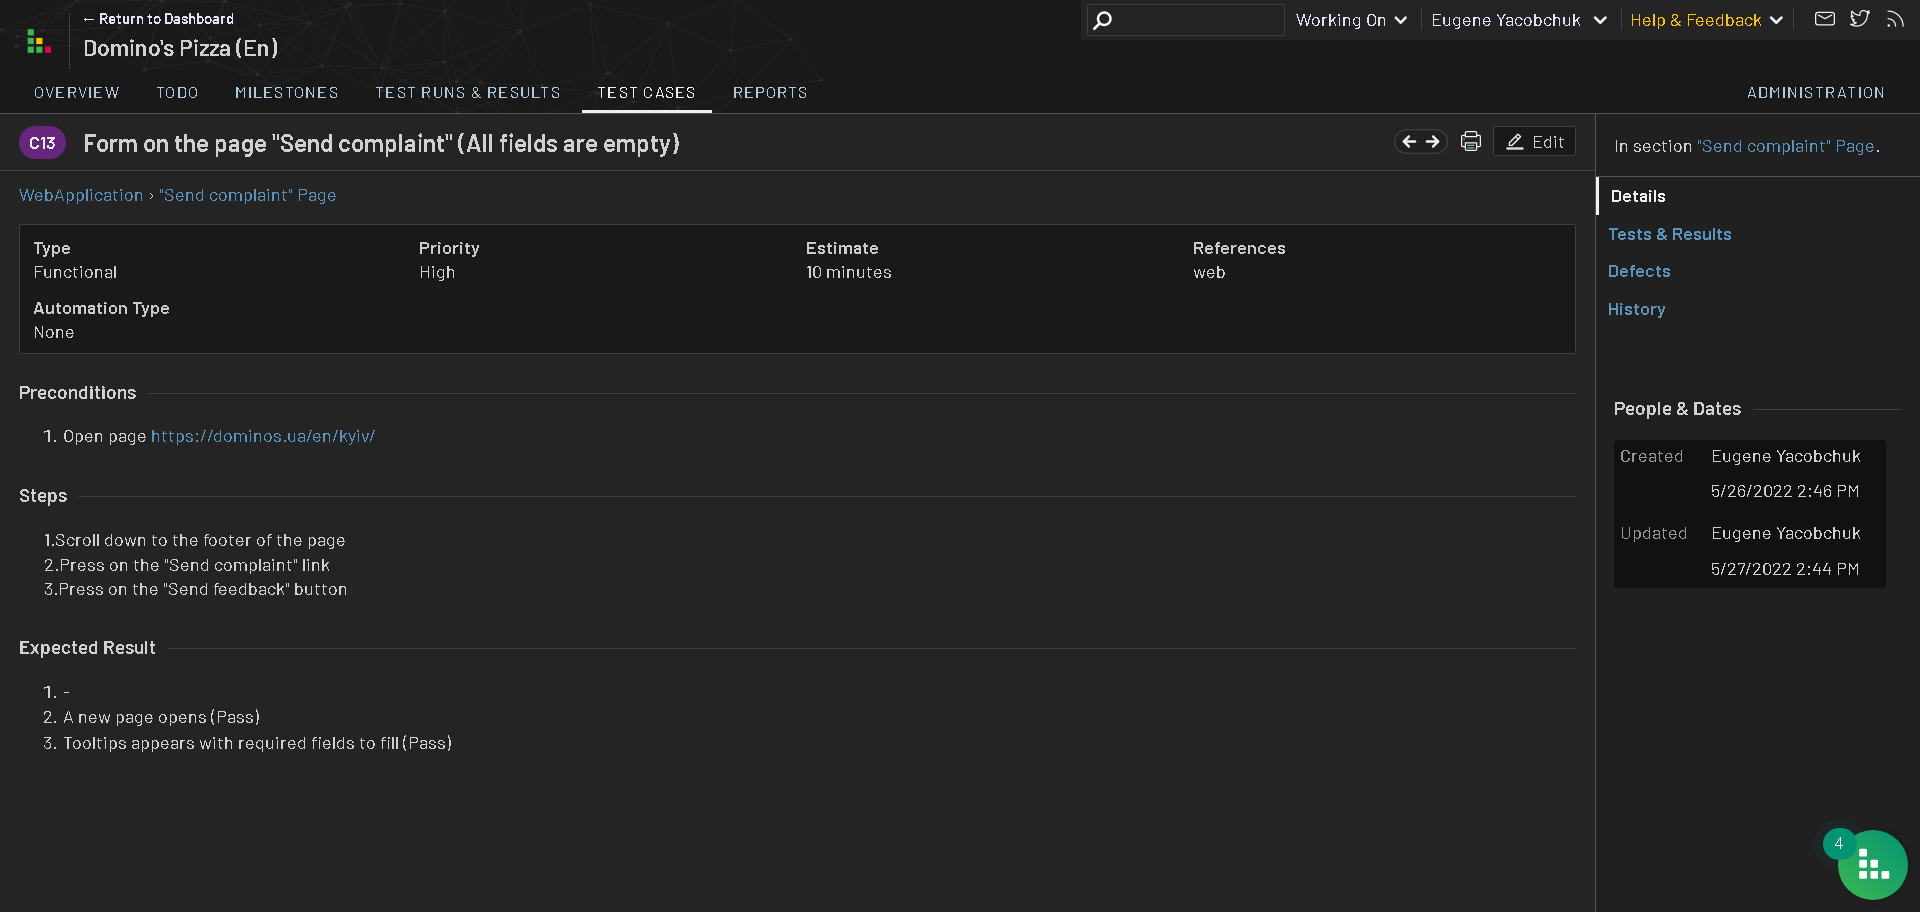 ← Return to Dashboard
Domino's Pizza (En)
Working On
Eugene Yacobchuk
Help & Feedback
OVERVIEW
TODO
MILESTONES
TEST RUNS & RESULTS
TEST CASES
REPORTS
ADMINISTRATION
C13
Form on the page "Send complaint" (All fields are empty)
Edit
WebApplication › "Send complaint" Page
Type
Functional
Priority
High
Estimate
10 minutes
References
web
Automation Type
None
Preconditions
1. Open page https://dominos.ua/en/kyiv/
Steps
1.Scroll down to the footer of the page
2.Press on the "Send complaint" link
3.Press on the "Send feedback" button
Expected Result
1. -
2. A new page opens (Pass)
3. Tooltips appears with required fields to fill (Pass)
In section "Send complaint" Page.
Details
Tests & Results
Defects
History
People & Dates
Created
Eugene Yacobchuk
5/26/2022 2:46 PM
Updated
Eugene Yacobchuk
5/27/2022 2:44 PM
4